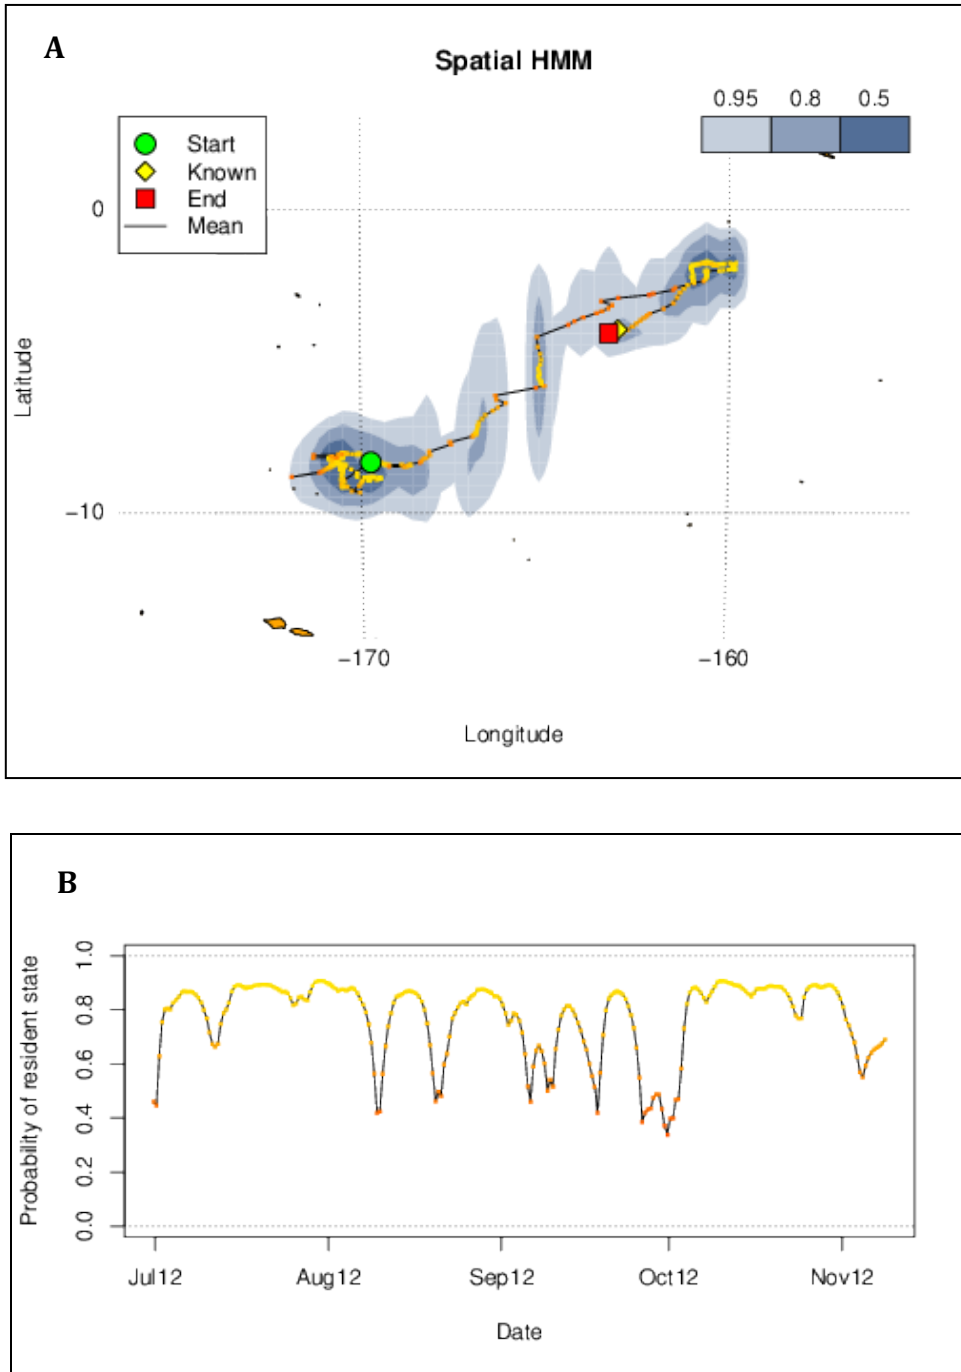 A
Spatial HMM
0.95 0.8 0.5
Start
Known
End
Mean
0
Latitude
−10
−170 −160
Longitude
B
1.0
0.8
0.6
0.4
0.2
0.0
Probability of resident state
Jul12 Aug12 Sep12 Oct12 Nov12
Date